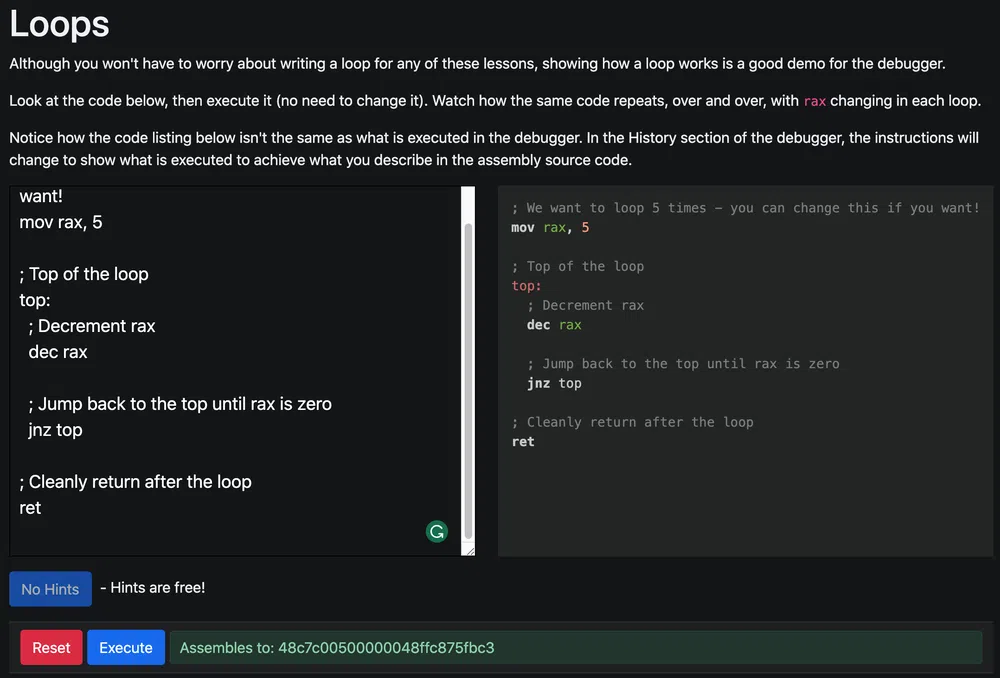 Loops
Although you won't have to worry about writing a loop for any of these lessons, showing how a loop works is a good demo for the debugger.
Look at the code below, then execute it (no need to change it). Watch how the same code repeats, over and over, with rax changing in each loop.
Notice how the code listing below isn't the same as what is executed in the debugger. In the History section of the debugger, the instructions will
change to show what is executed to achieve what you describe in the assembly source code.
want!
mov rax, 5
; Top of the loop
top:
; Decrement rax
dec rax
; Jump back to the top until rax is zero
jnz top
; Cleanly return after the loop
ret
G
; We want to loop 5 times - you can change this if you want!
mov rax, 5
; Top of the loop
top:
; Decrement rax
dec rax
; Jump back to the top until rax is zero
jnz top
; Cleanly return after the loop
ret
No Hints - Hints are free!
Reset Execute Assembles to: 48c7c00500000048ffc875fbc3